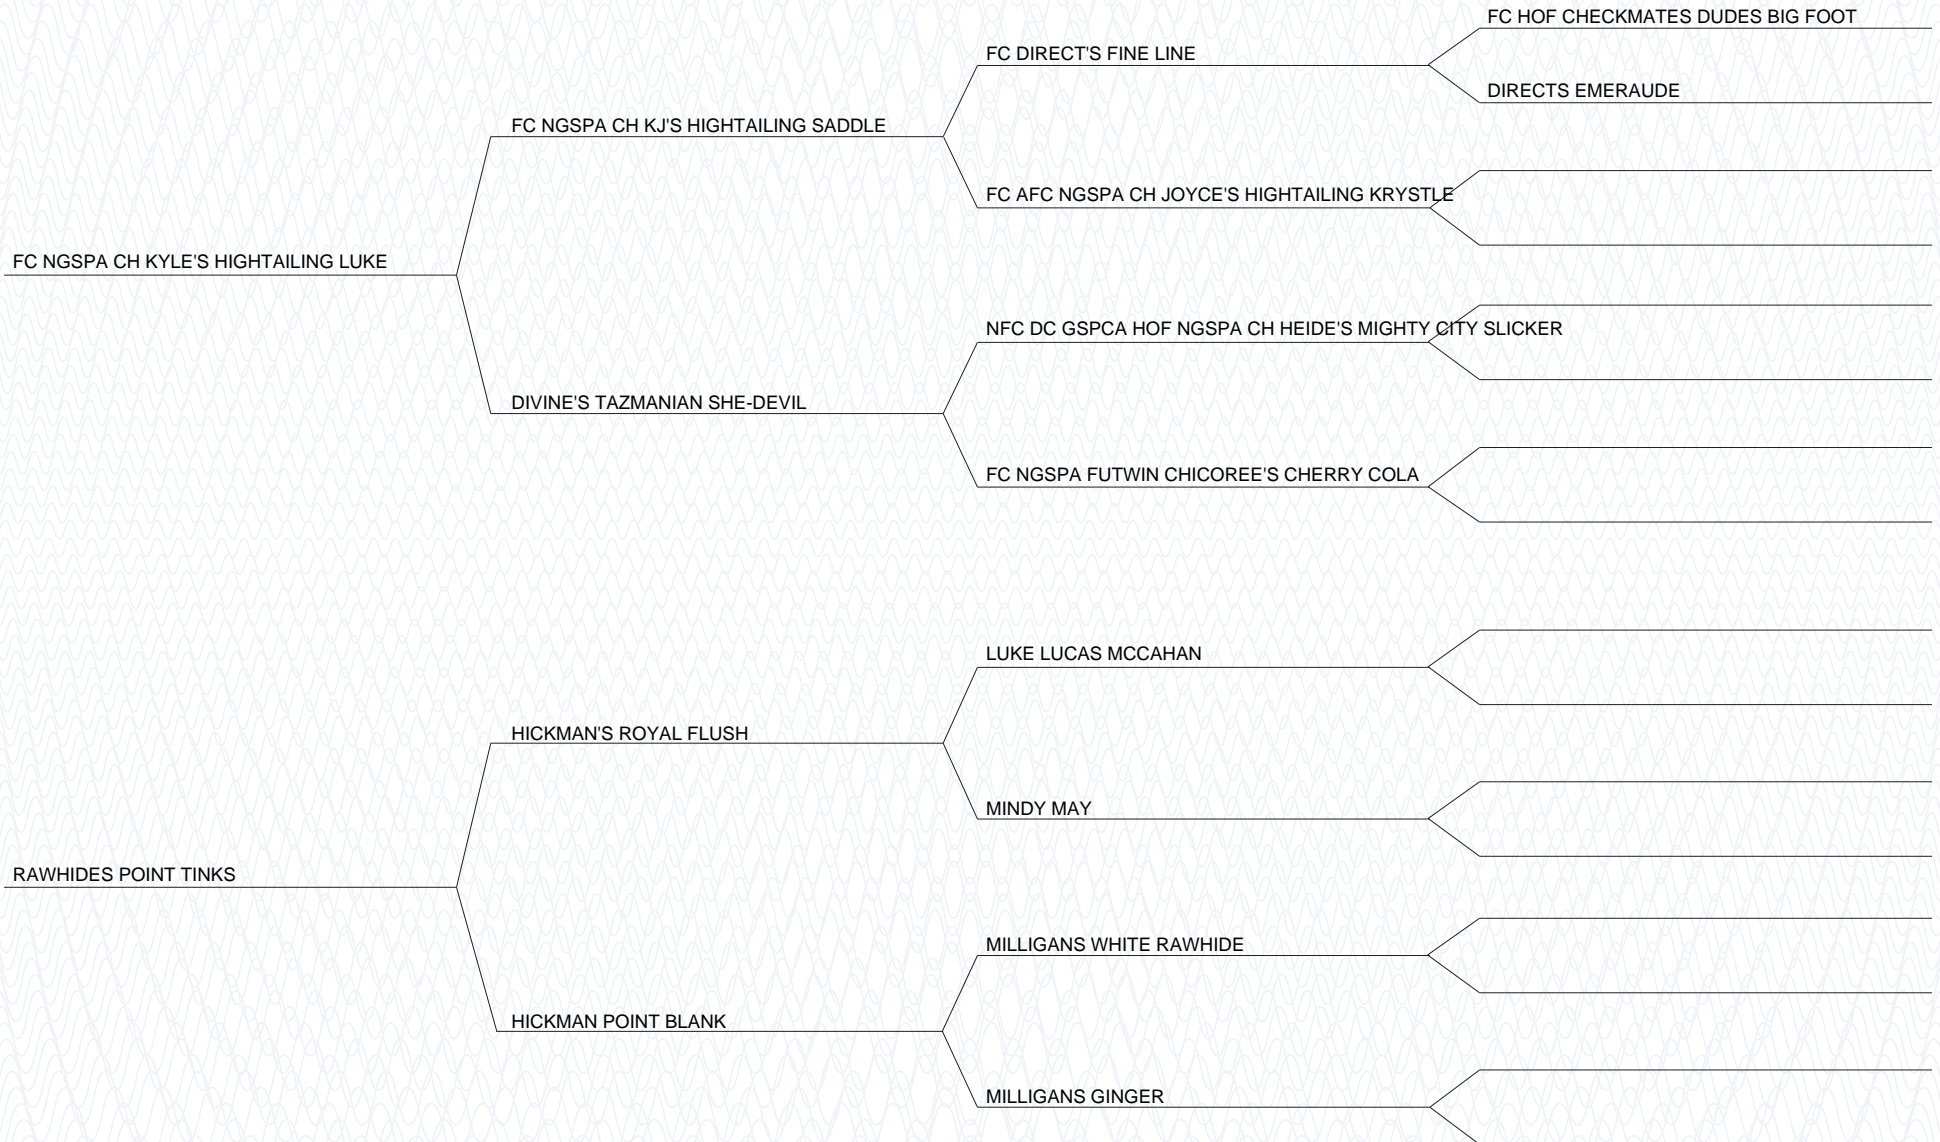 FC HOF CHECKMATES DUDES BIG FOOT
FC DIRECT'S FINE LINE
DIRECTS EMERAUDE
FC NGSPA CH KJ'S HIGHTAILING SADDLE
FC AFC NGSPA CH JOYCE'S HIGHTAILING KRYSTLE
FC NGSPA CH KYLE'S HIGHTAILING LUKE
NFC DC GSPCA HOF NGSPA CH HEIDE'S MIGHTY CITY SLICKER
DIVINE'S TAZMANIAN SHE-DEVIL
FC NGSPA FUTWIN CHICOREE'S CHERRY COLA
LUKE LUCAS MCCAHAN
HICKMAN'S ROYAL FLUSH
MINDY MAY
RAWHIDES POINT TINKS
MILLIGANS WHITE RAWHIDE
HICKMAN POINT BLANK
MILLIGANS GINGER